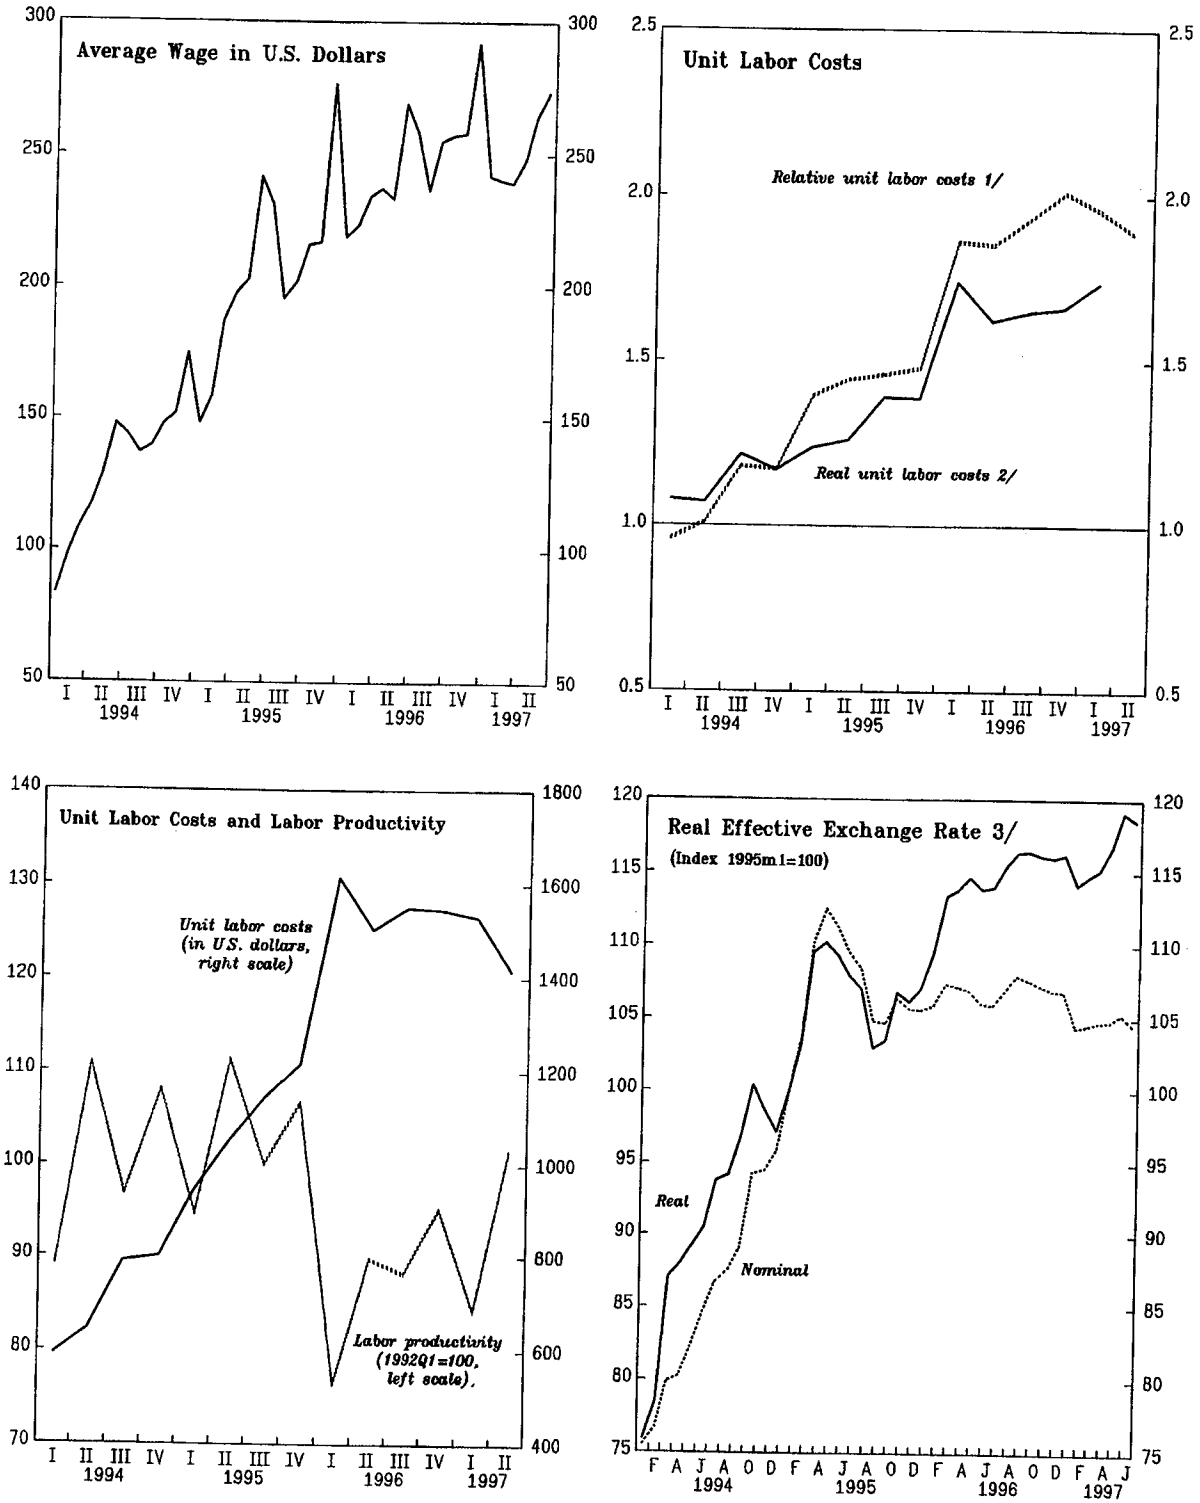 Average Wage in U.S. Dollars
300
250
200
150
100
50
300
250
200
150
100
50
I II III IV I II III IV I II III IV I II
1994 1995 1996 1997
Unit Labor Costs
2.5
2.0
1.5
1.0
0.5
2.5
2.0
1.5
1.0
0.5
Relative unit labor costs 1/
Real unit labor costs 2/
I II III IV I II III IV I II III IV I II
1994 1995 1996 1997
Unit Labor Costs and Labor Productivity
140
130
120
110
100
90
80
70
1800
1600
1400
1200
1000
800
600
400
Unit labor costs
(in U.S. dollars,
right scale)
Labor productivity
(1992Q1=100,
left scale).
I II III IV I II III IV I II III IV I II
1994 1995 1996 1997
Real Effective Exchange Rate 3/
(Index 1995m1=100)
120
115
110
105
100
95
90
85
80
75
120
115
110
105
100
95
90
85
80
75
Real
Nominal
F A J A O D F A J A O D F A J A O D F A J
1994 1995 1996 1997